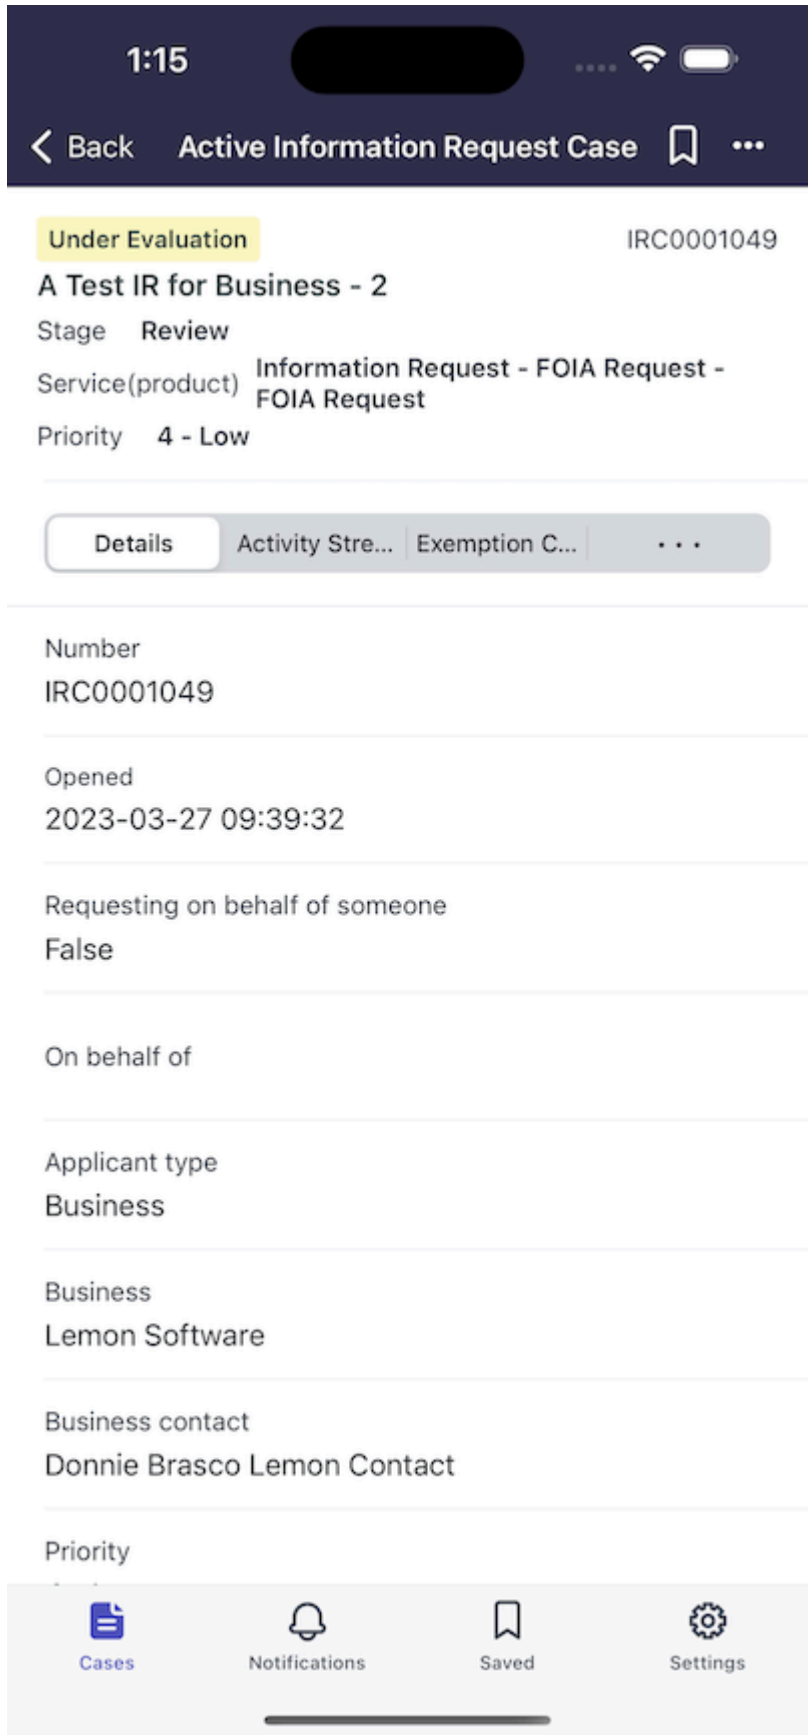 1:15
Back Active Information Request Case
Under Evaluation IRC0001049
A Test IR for Business - 2
Stage Review
Service(product) Information Request - FOIA Request -
FOIA Request
Priority 4 - Low
Details Activity Stre... Exemption C...
Number
IRC0001049
Opened
2023-03-27 09:39:32
Requesting on behalf of someone
False
On behalf of
Applicant type
Business
Business
Lemon Software
Business contact
Donnie Brasco Lemon Contact
Priority
Cases Notifications Saved Settings